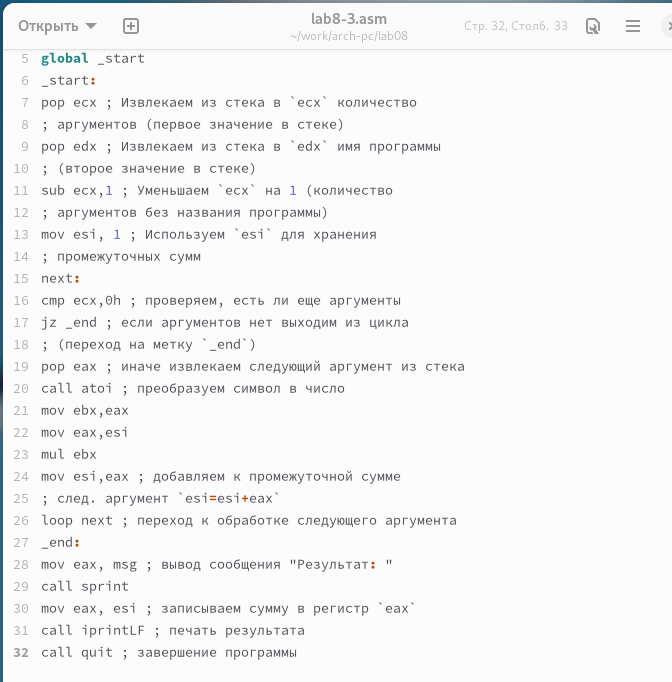 Открыть
lab8-3.asm
~/work/arch-pc/lab08
Стр. 32, Столб. 33
5 global _start
6 _start:
7 pop ecx ; Извлекаем из стека в `ecx` количество
8 ; аргументов (первое значение в стеке)
9 pop edx ; Извлекаем из стека в `edx` имя программы
10 ; (второе значение в стеке)
11 sub ecx,1 ; Уменьшаем `ecx` на 1 (количество
12 ; аргументов без названия программы)
13 mov esi, 1 ; Используем `esi` для хранения
14 ; промежуточных сумм
15 next:
16 cmp ecx,0h ; проверяем, есть ли еще аргументы
17 jz _end ; если аргументов нет выходим из цикла
18 ; (переход на метку `_end`)
19 pop eax ; иначе извлекаем следующий аргумент из стека
20 call atoi ; преобразуем символ в число
21 mov ebx,eax
22 mov eax,esi
23 mul ebx
24 mov esi,eax ; добавляем к промежуточной сумме
25 ; след. аргумент `esi=esi+eax`
26 loop next ; переход к обработке следующего аргумента
27 _end:
28 mov eax, msg ; вывод сообщения "Результат: "
29 call sprint
30 mov eax, esi ; записываем сумму в регистр `eax`
31 call iprintLF ; печать результата
32 call quit ; завершение программы